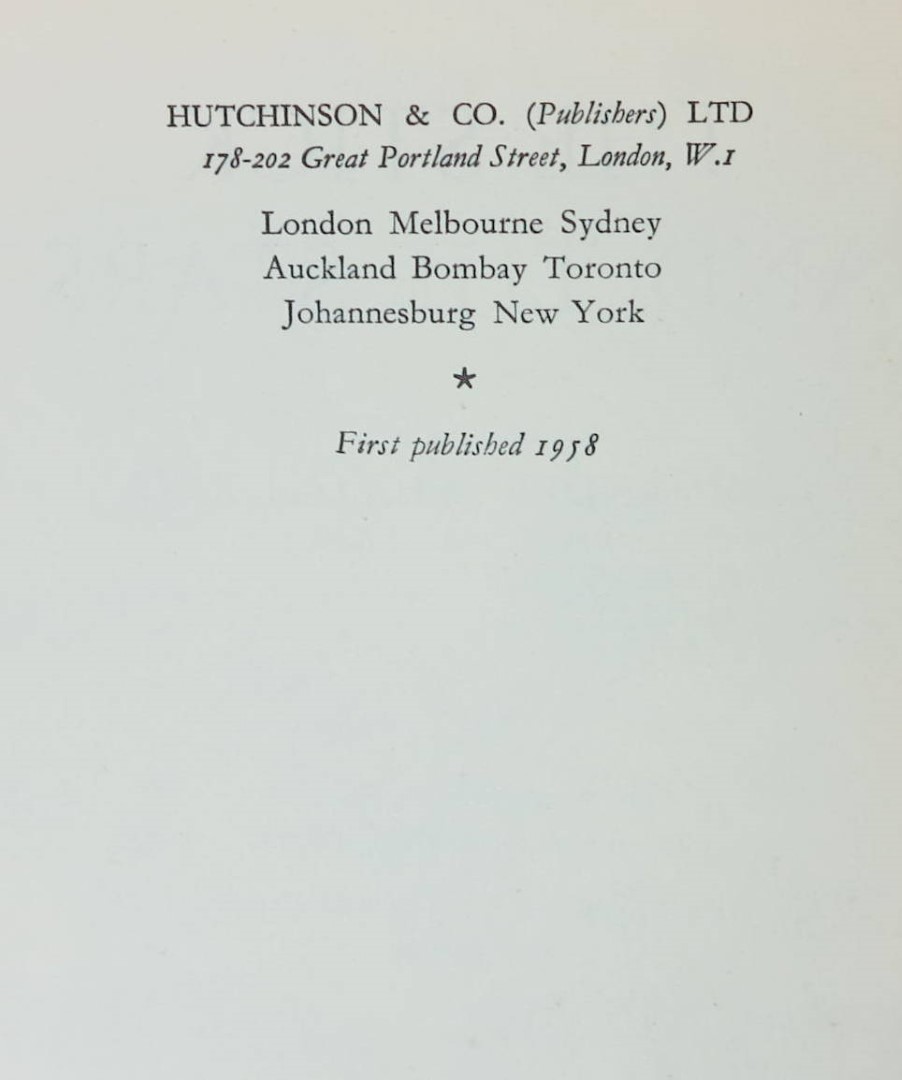 HUTCHINSON & CO. (Publishers) LTD
178-202 Great Portland Street, London, W.1
London Melbourne Sydney
Auckland Bombay Toronto
Johannesburg New York
★
First published 1958